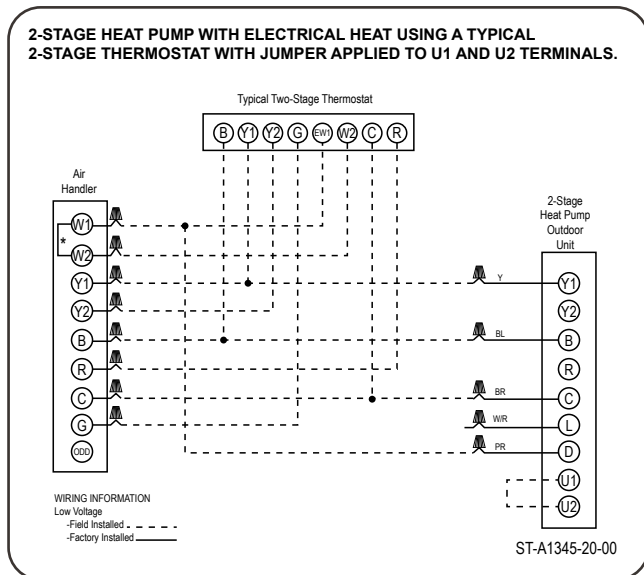 2-STAGE HEAT PUMP WITH ELECTRICAL HEAT USING A TYPICAL
2-STAGE THERMOSTAT WITH JUMPER APPLIED TO U1 AND U2 TERMINALS.
Typical Two-Stage Thermostat
B Y1 Y2 G EW1 W2 C R
Air
Handler
W1
*
W2
Y1
Y2
B
R
C
G
ODD
2-Stage
Heat Pump
Outdoor
Unit
Y Y1
Y2
BL B
R
BR C
W/R L
PR D
U1
U2
WIRING INFORMATION
Low Voltage
-Field Installed
-Factory Installed
ST-A1345-20-00